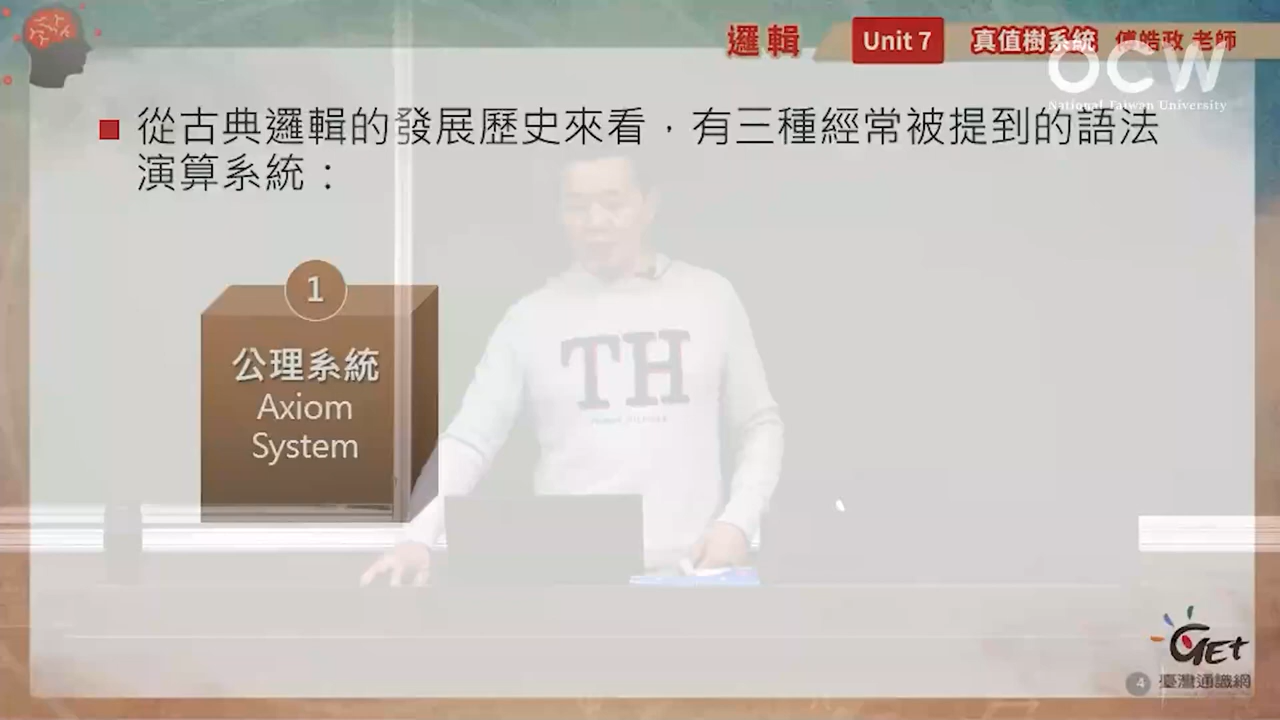 邏輯 Unit 7 真值樹系統 傅皓政 老師
OCW
National Taiwan University
從古典邏輯的發展歷史來看，有三種經常被提到的語法
演算系統：
1
公理系統
Axiom
System
TH
GET
4 臺灣通識網